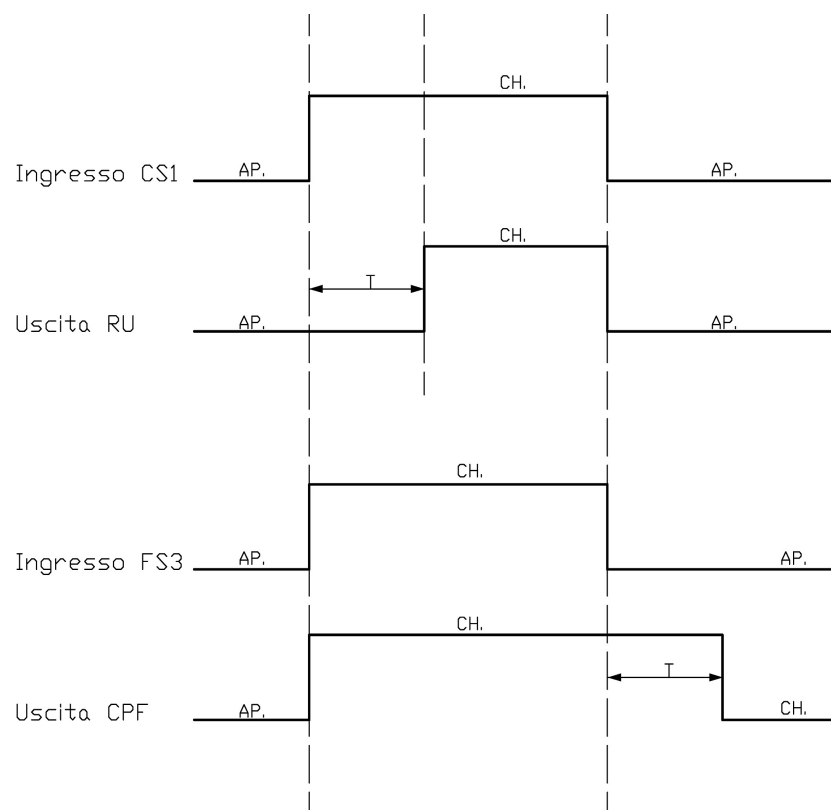 CH.
Ingresso CS1 AP. AP.
CH.
T
Uscita RU AP. AP.
CH.
Ingresso FS3 AP. AP.
CH.
T
Uscita CPF AP. CH.